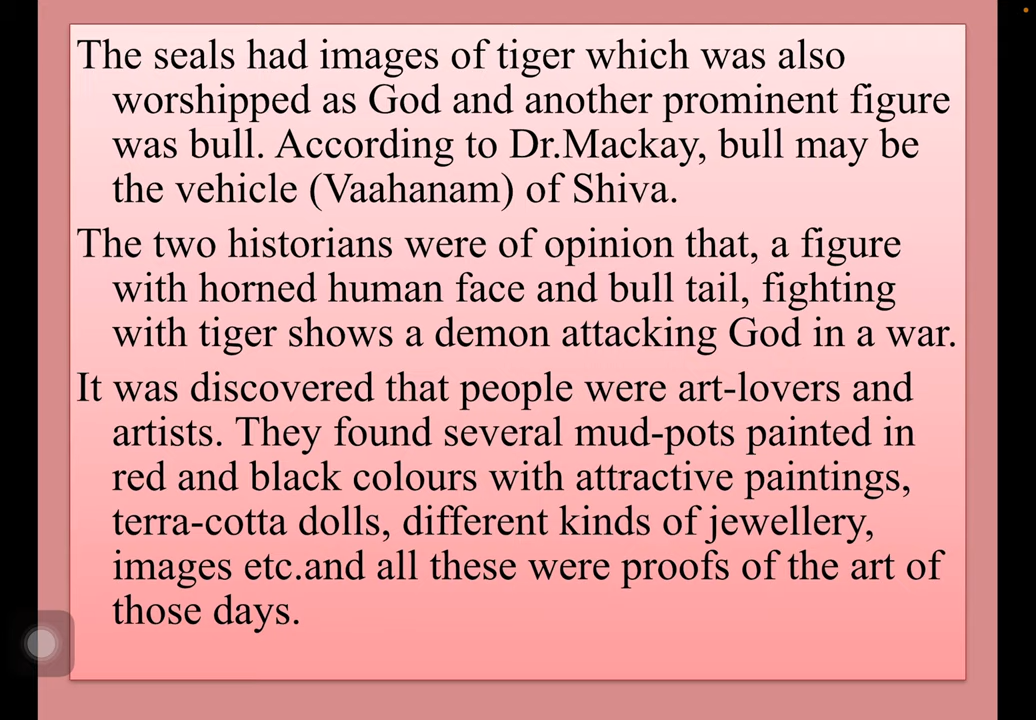 The seals had images of tiger which was also
worshipped as God and another prominent figure
was bull. According to Dr.Mackay, bull may be
the vehicle (Vaahanam) of Shiva.
The two historians were of opinion that, a figure
with horned human face and bull tail, fighting
with tiger shows a demon attacking God in a war.
It was discovered that people were art-lovers and
artists. They found several mud-pots painted in
red and black colours with attractive paintings,
terra-cotta dolls, different kinds of jewellery,
images etc.and all these were proofs of the art of
those days.